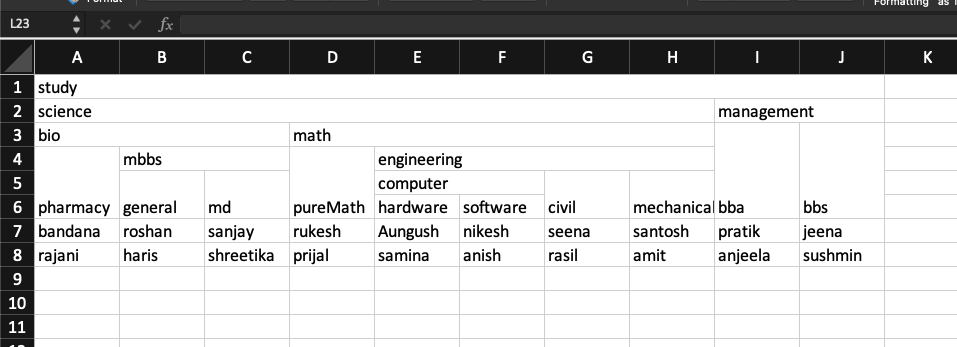 Format
Formatting as
L23 fx
A B C D E F G H I J K
1 study
2 science management
3 bio math
4 mbbs engineering
5 computer
6 pharmacy general md pureMath hardware software civil mechanical bba bbs
7 bandana roshan sanjay rukesh Aungush nikesh seena santosh pratik jeena
8 rajani haris shreetika prijal samina anish rasil amit anjeela sushmin
9
10
11